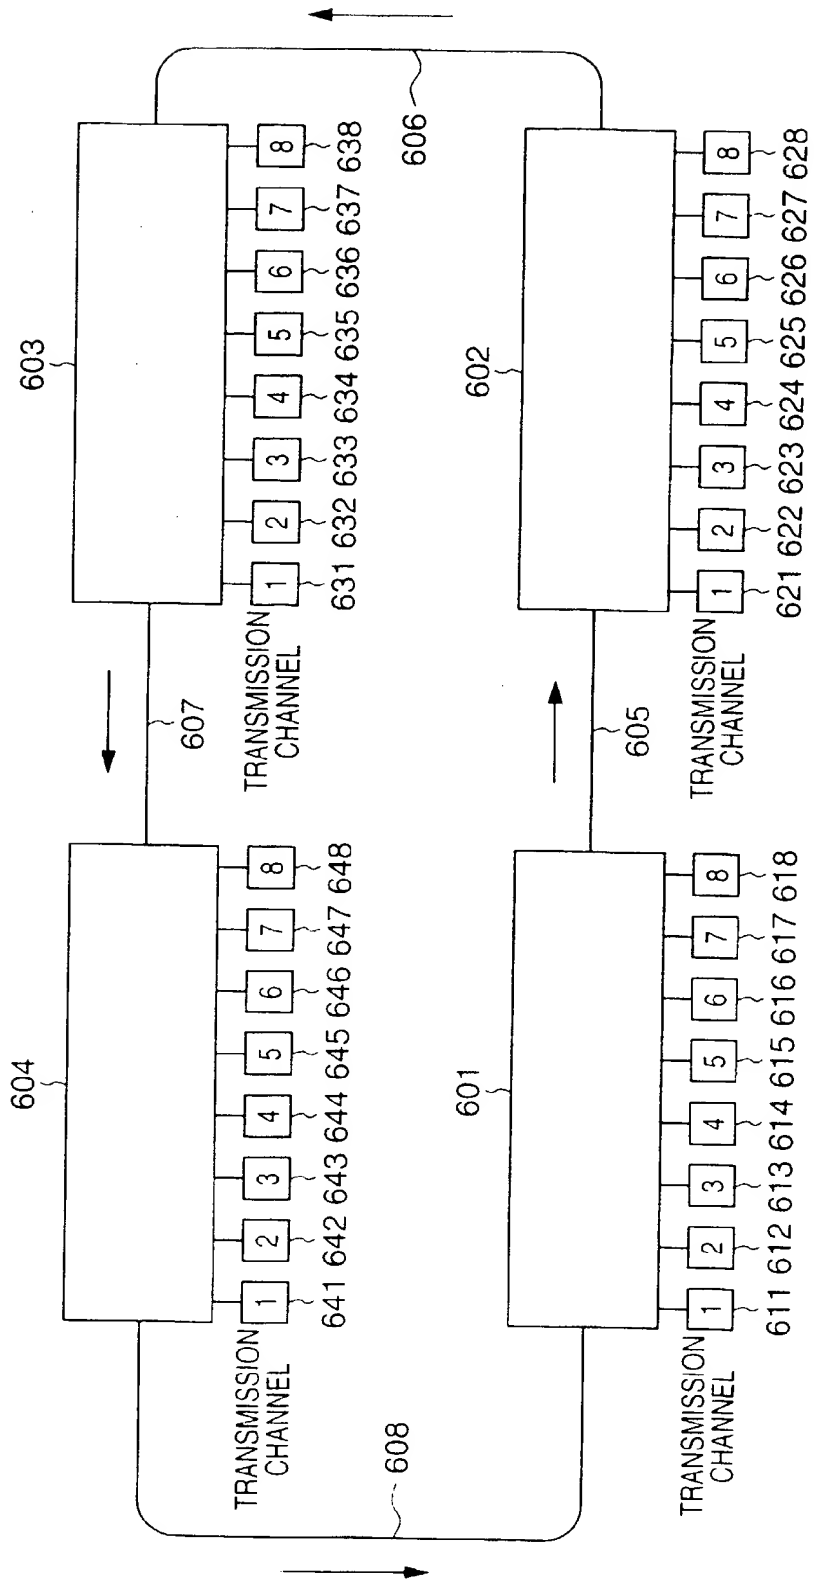 604
603
1 2 3 4 5 6 7 8
1 2 3 4 5 6 7 8
TRANSMISSION
CHANNEL
641 642 643 644 645 646 647 648
607
TRANSMISSION
CHANNEL
631 632 633 634 635 636 637 638
608
606
601
602
1 2 3 4 5 6 7 8
1 2 3 4 5 6 7 8
TRANSMISSION
CHANNEL
611 612 613 614 615 616 617 618
605
TRANSMISSION
CHANNEL
621 622 623 624 625 626 627 628